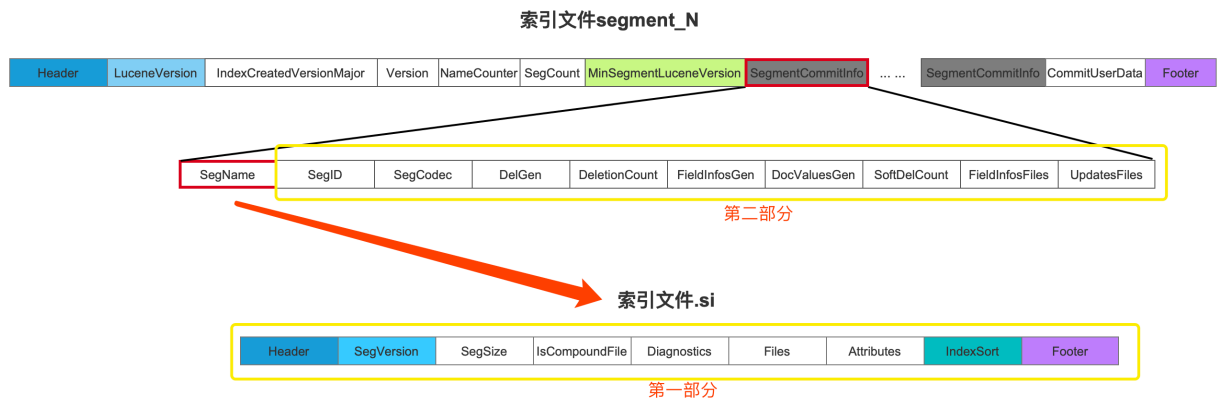 索引文件segment_N
Header LuceneVersion IndexCreatedVersionMajor Version NameCounter SegCount MinSegmentLuceneVersion SegmentCommitInfo ... ... SegmentCommitInfo CommitUserData Footer
SegName SegID SegCodec DelGen DeletionCount FieldInfosGen DocValuesGen SoftDelCount FieldInfosFiles UpdatesFiles
第二部分
索引文件.si
Header SegVersion SegSize IsCompoundFile Diagnostics Files Attributes IndexSort Footer
第一部分